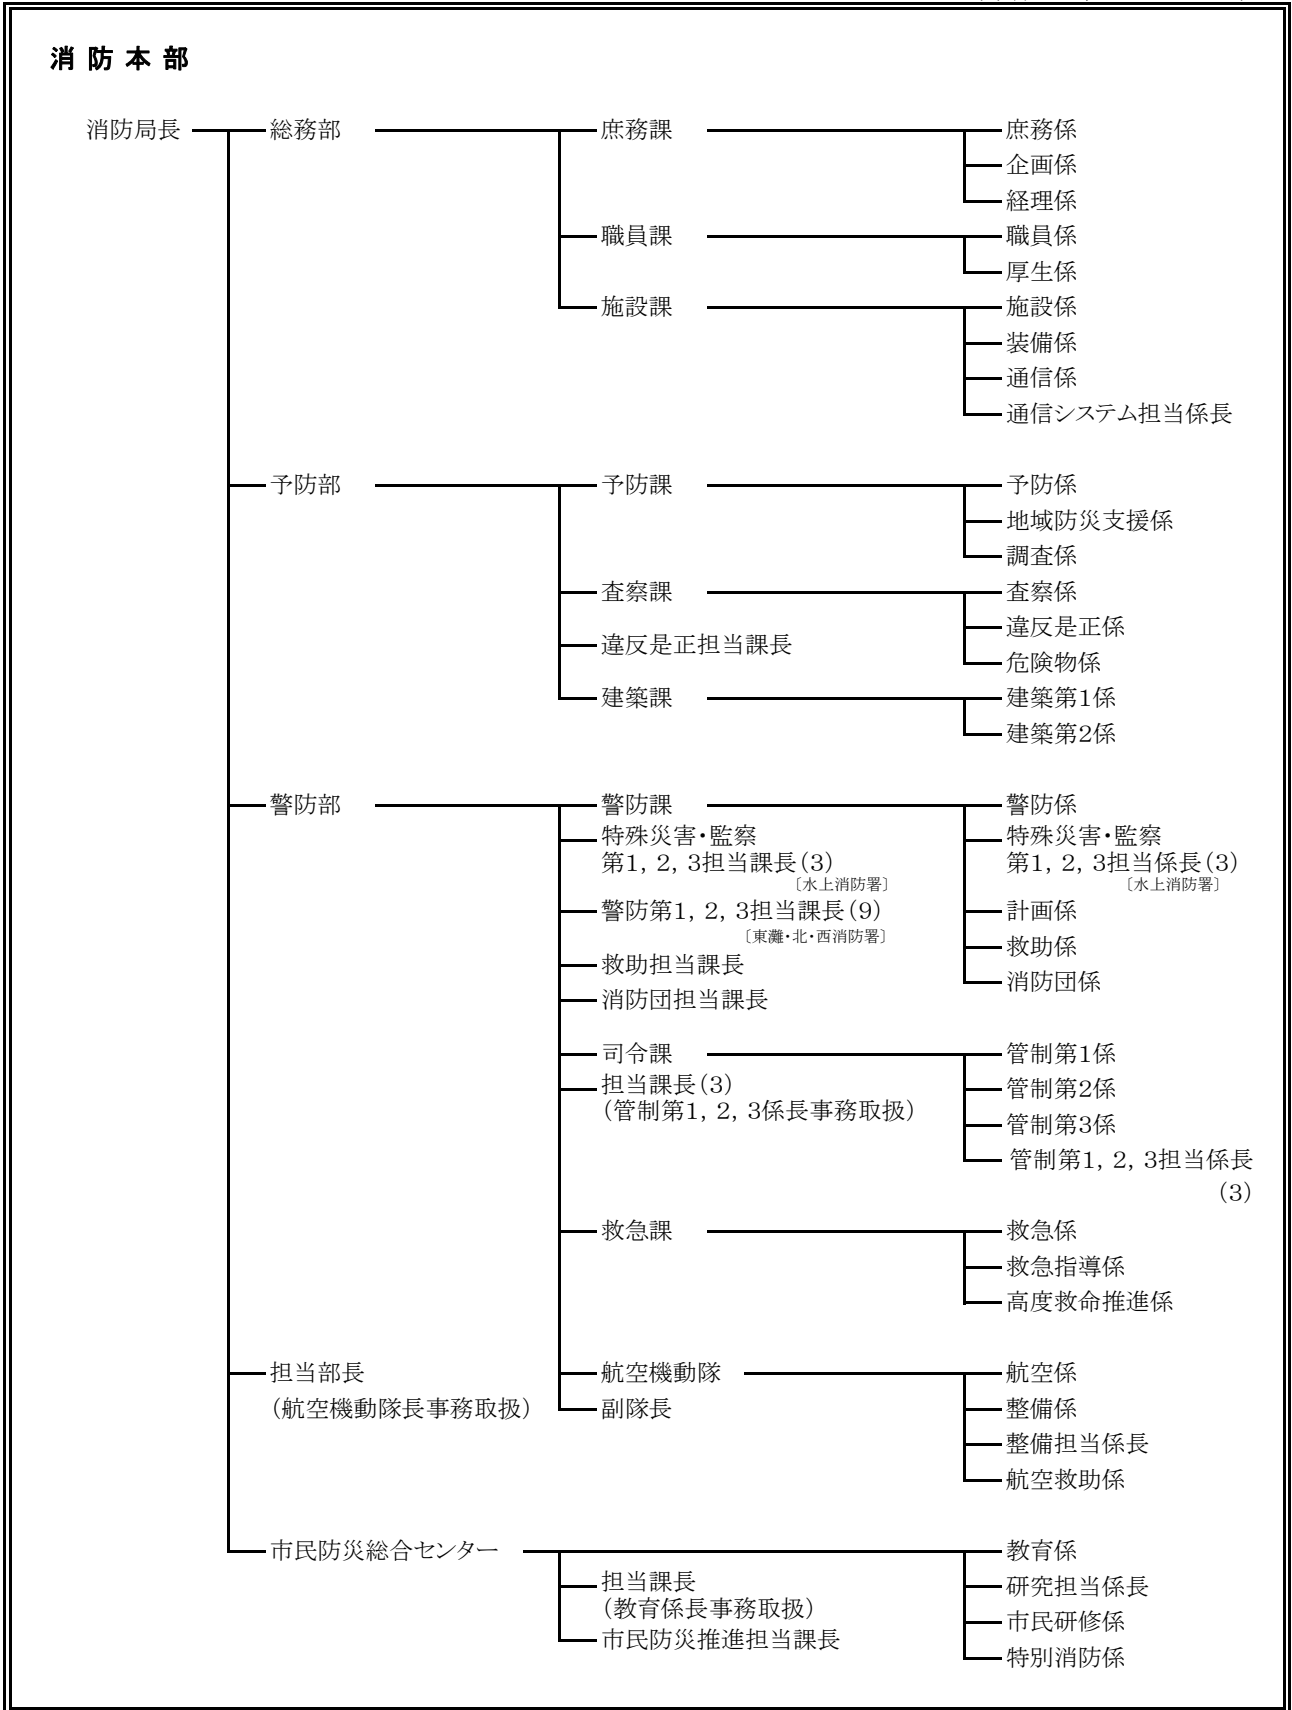 消防本部
消防局長 総務部 庶務課 庶務係
企画係
経理係
職員課 職員係
厚生係
施設課 施設係
装備係
通信係
通信システム担当係長
予防部 予防課 予防係
地域防災支援係
調査係
査察課 査察係
違反是正係
違反是正担当課長
危険物係
建築課 建築第1係
建築第2係
警防部 警防課 警防係
特殊災害・監察 特殊災害・監察
第1，2，3担当課長（3） 第1，2，3担当係長（3）
〔水上消防署〕 〔水上消防署〕
警防第1，2，3担当課長（9） 計画係
〔東灘・北・西消防署〕
救助係
救助担当課長
消防団係
消防団担当課長
司令課 管制第1係
担当課長（3） 管制第2係
（管制第1，2，3係長事務取扱）
管制第3係
管制第1，2，3担当係長
（3）
救急課 救急係
救急指導係
高度救命推進係
担当部長 航空機動隊 航空係
（航空機動隊長事務取扱） 副隊長 整備係
整備担当係長
航空救助係
市民防災総合センター 教育係
担当課長 研究担当係長
（教育係長事務取扱）
市民研修係
市民防災推進担当課長
特別消防係